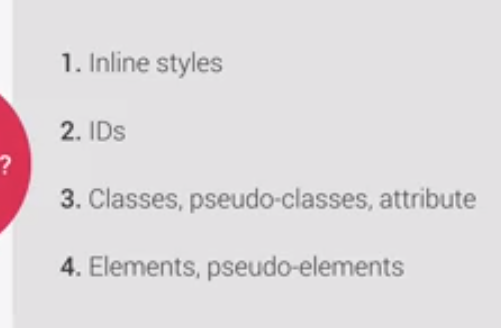 1. Inline styles
2. IDs
?
3. Classes, pseudo-classes, attribute
4. Elements, pseudo-elements